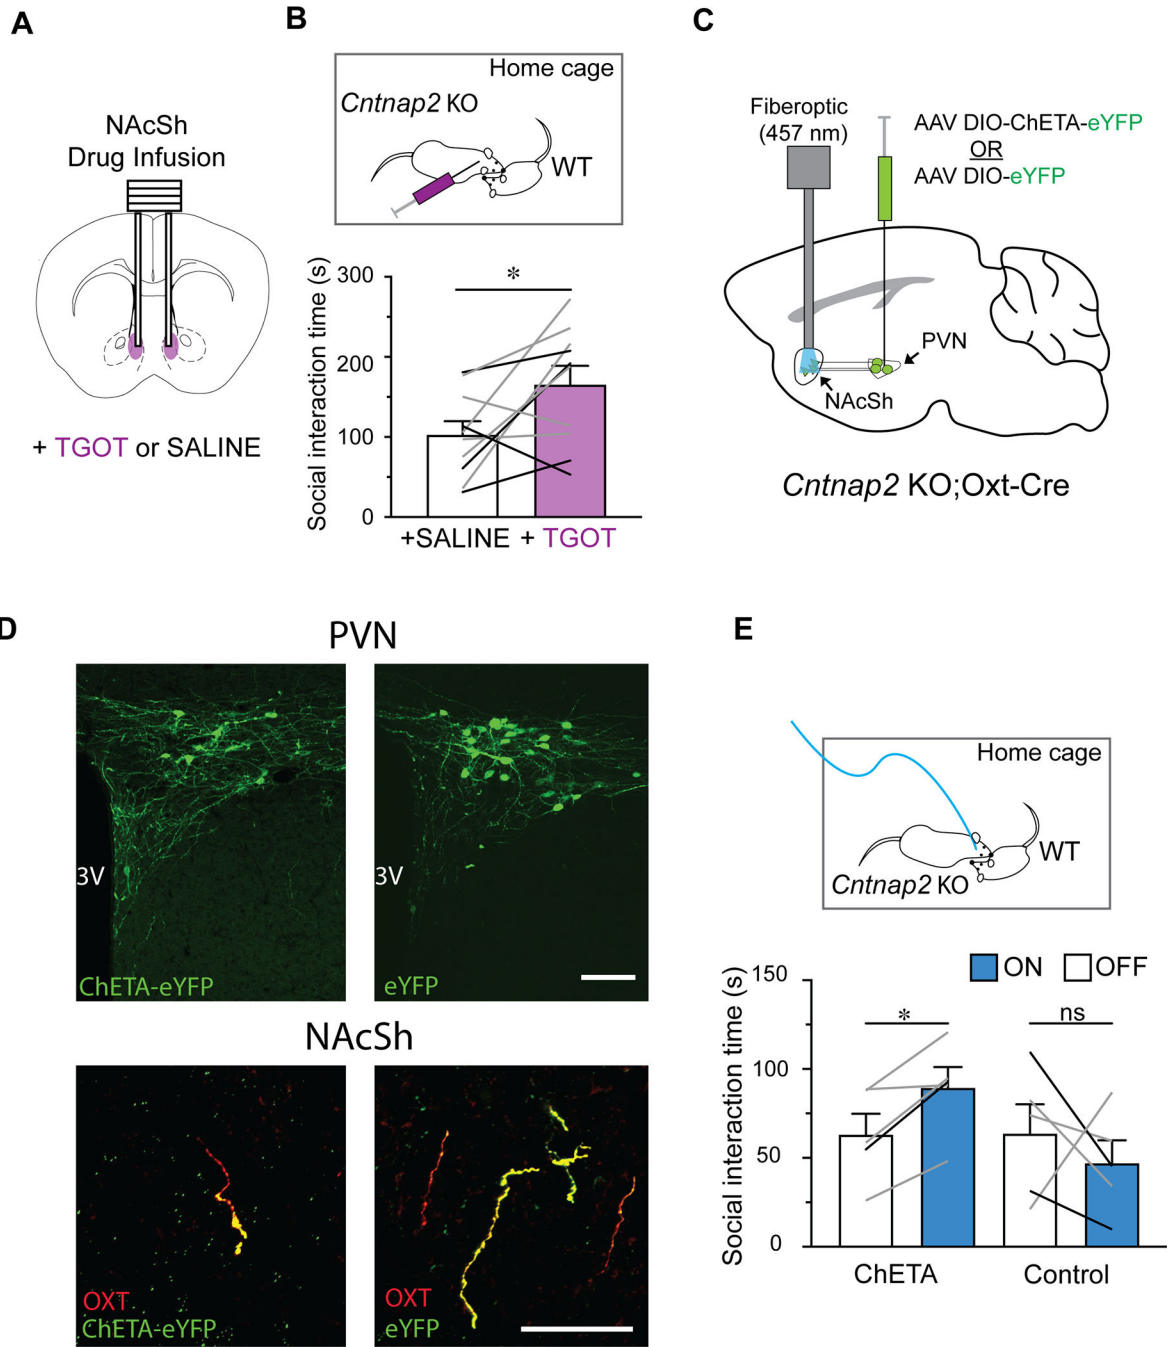 A
NAcSh
Drug Infusion
+ TGOT or SALINE
B
Home cage
Cntnap2 KO
WT
Social interaction time (s)
300
200
100
0
*
+SALINE + TGOT
C
Fiberoptic
(457 nm)
AAV DIO-ChETA-eYFP
OR
AAV DIO-eYFP
PVN
NAcSh
Cntnap2 KO;Oxt-Cre
D
PVN
3V
ChETA-eYFP
3V
eYFP
NAcSh
OXT
ChETA-eYFP
OXT
eYFP
E
Home cage
WT
Cntnap2 KO
ON OFF
Social interaction time (s)
150
100
50
0
*
ns
ChETA Control